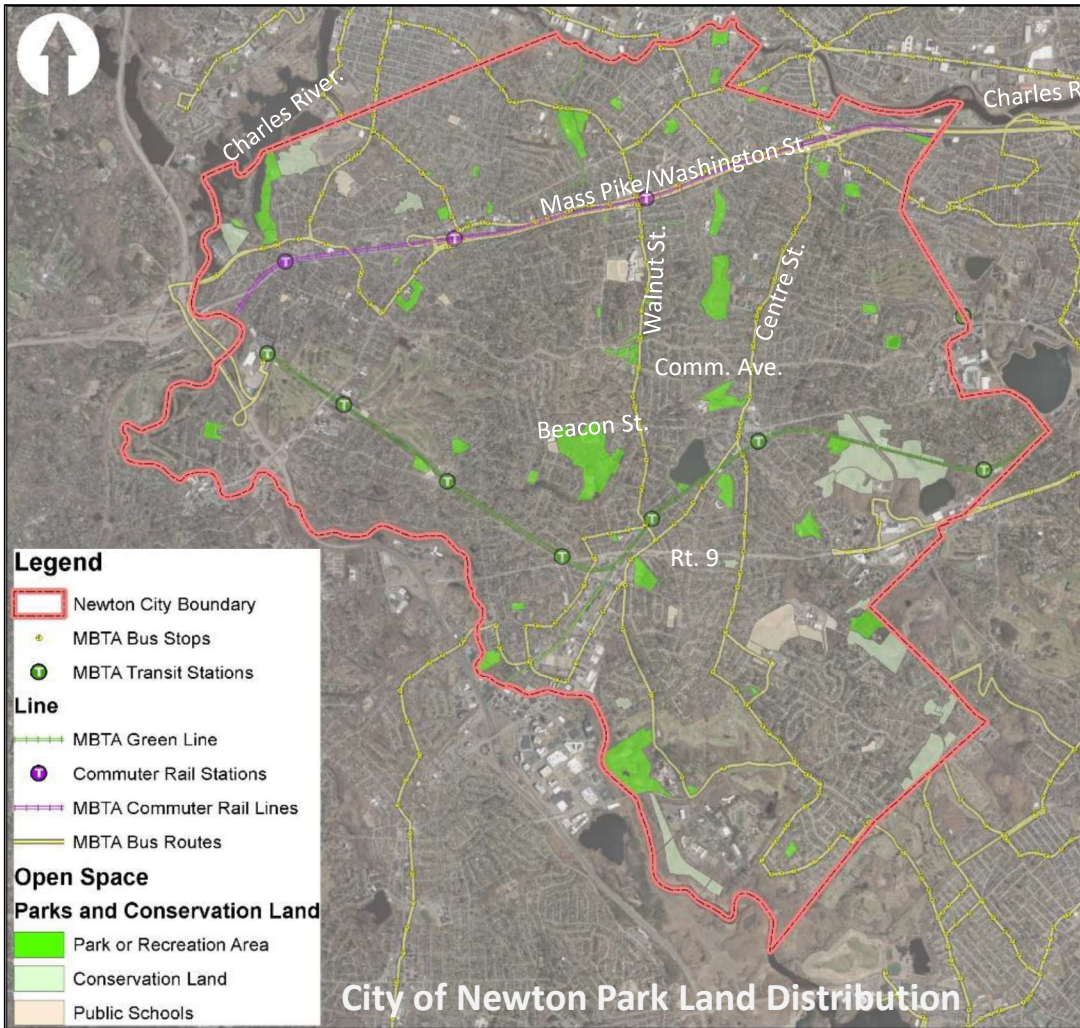 Charles River.
Charles R
Mass Pike/Washington St.
Walnut St.
Centre St.
Comm. Ave.
Beacon St.
Rt. 9
Legend
Newton City Boundary
MBTA Bus Stops
T MBTA Transit Stations
Line
MBTA Green Line
T Commuter Rail Stations
MBTA Commuter Rail Lines
MBTA Bus Routes
Open Space
Parks and Conservation Land
Park or Recreation Area
Conservation Land
Public Schools
City of Newton Park Land Distribution
T
T
T
T
T
T
T
T
T
T